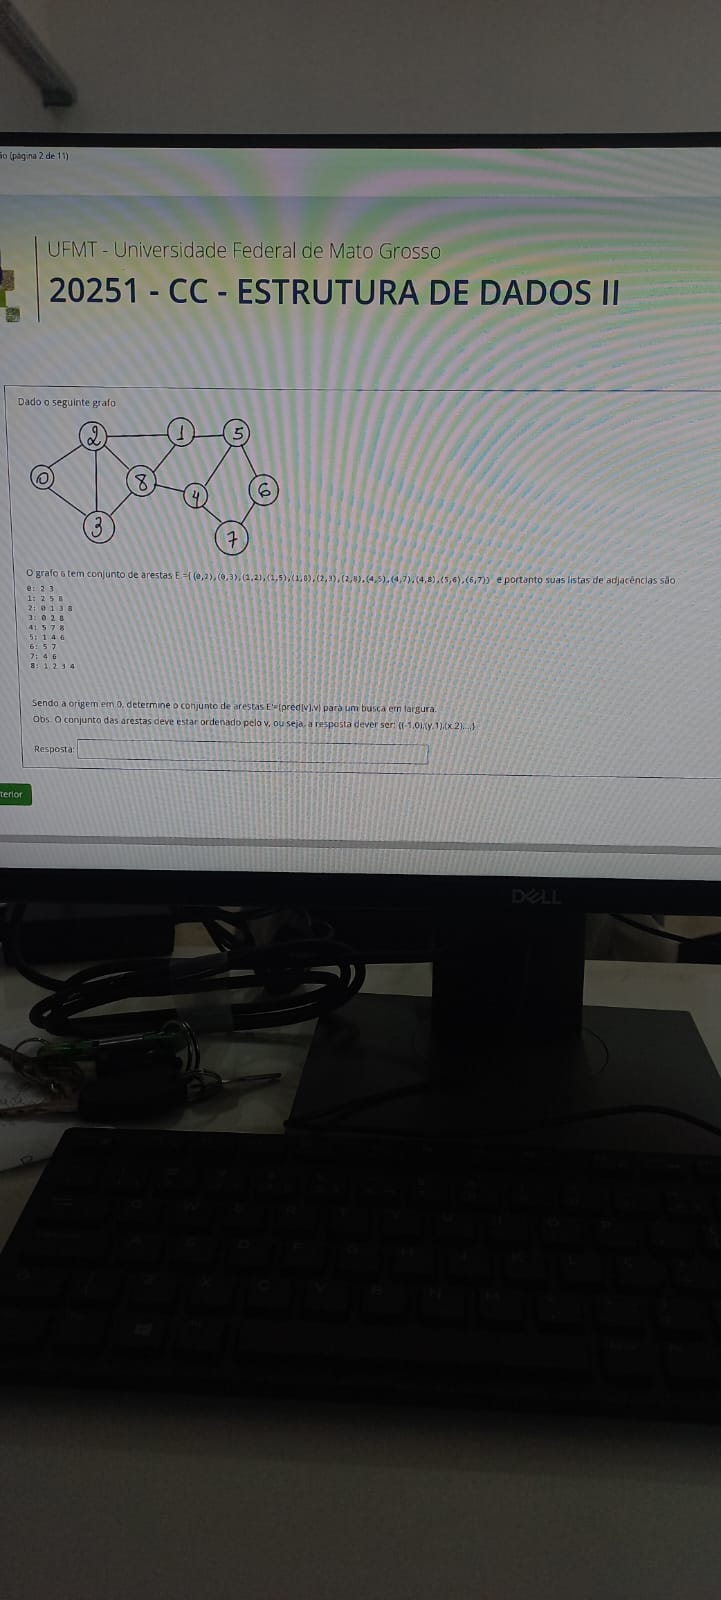 ão (página 2 de 11)
UFMT - Universidade Federal de Mato Grosso
20251 - CC - ESTRUTURA DE DADOS II
Dado o seguinte grafo
2 1 5
0 8 4 6
3 7
O grafo G tem conjunto de arestas E ={ (0,2),(0,3),(1,2),(1,5),(1,8),(2,3),(2,8),(4,5),(4,7),(4,8),(5,6),(6,7)} e portanto suas listas de adjacências são
0: 2 3
1: 2 5 8
2: 0 1 3 8
3: 0 2 8
4: 5 7 8
5: 1 4 6
6: 5 7
7: 4 6
8: 1 2 3 4
Sendo a origem em 0, determine o conjunto de arestas E'=(pred[v],v) para um busca em largura.
Obs. O conjunto das arestas deve estar ordenado pelo v, ou seja, a resposta dever ser: {(-1,0),(y,1),(x,2),...}
Resposta:
terior
DELL